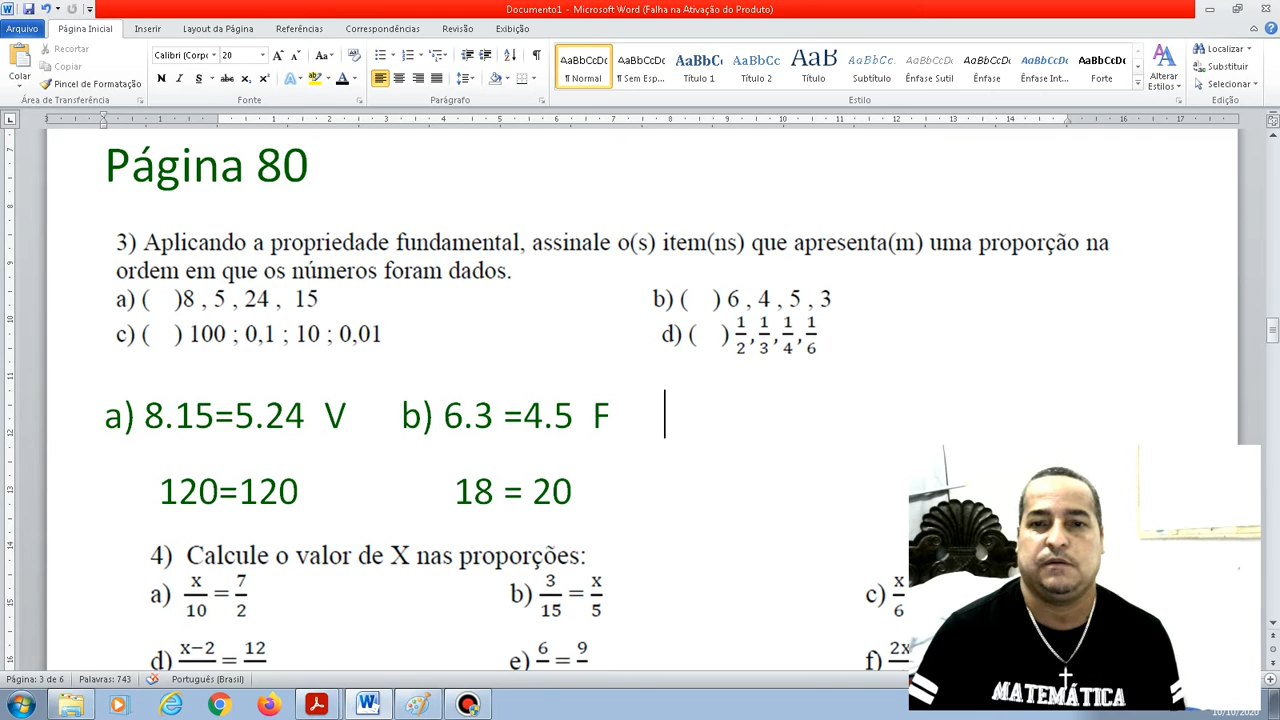 Documento1 - Microsoft Word (Falha na Ativação do Produto)
Arquivo Página Inicial Inserir Layout da Página Referências Correspondências Revisão Exibição
Colar
Recortar
Copiar
Pincel de Formatação
Área de Transferência
Calibri (Corpo 20
Fonte
Parágrafo
AaBbCcDc AaBbCcDc AaBbC AaBbCc AaB AaBbCc. AaBbCcDc AaBbCcDc AaBbCcDc AaBbCcDc
¶ Normal ¶ Sem Esp... Título 1 Título 2 Título Subtítulo Ênfase Sutil Ênfase Ênfase Int... Forte
Alterar Estilos
Estilo
Localizar
Substituir
Selecionar
Edição
Página 80
3) Aplicando a propriedade fundamental, assinale o(s) item(ns) que apresenta(m) uma proporção na
ordem em que os números foram dados.
a) ( )8 , 5 , 24 , 15 b) ( ) 6 , 4 , 5 , 3
c) ( ) 100 ; 0,1 ; 10 ; 0,01 d) ( ) 1/2, 1/3, 1/4, 1/6
a) 8.15=5.24 V b) 6.3 =4.5 F
120=120 18 = 20
4) Calcule o valor de X nas proporções:
a) x/10 = 7/2 b) 3/15 = x/5 c) x/6
d) x−2 = 12 e) 6 = 9 f) 2x
MATEMÁTICA
Página: 3 de 6 Palavras: 743 Português (Brasil)
10/10/2020